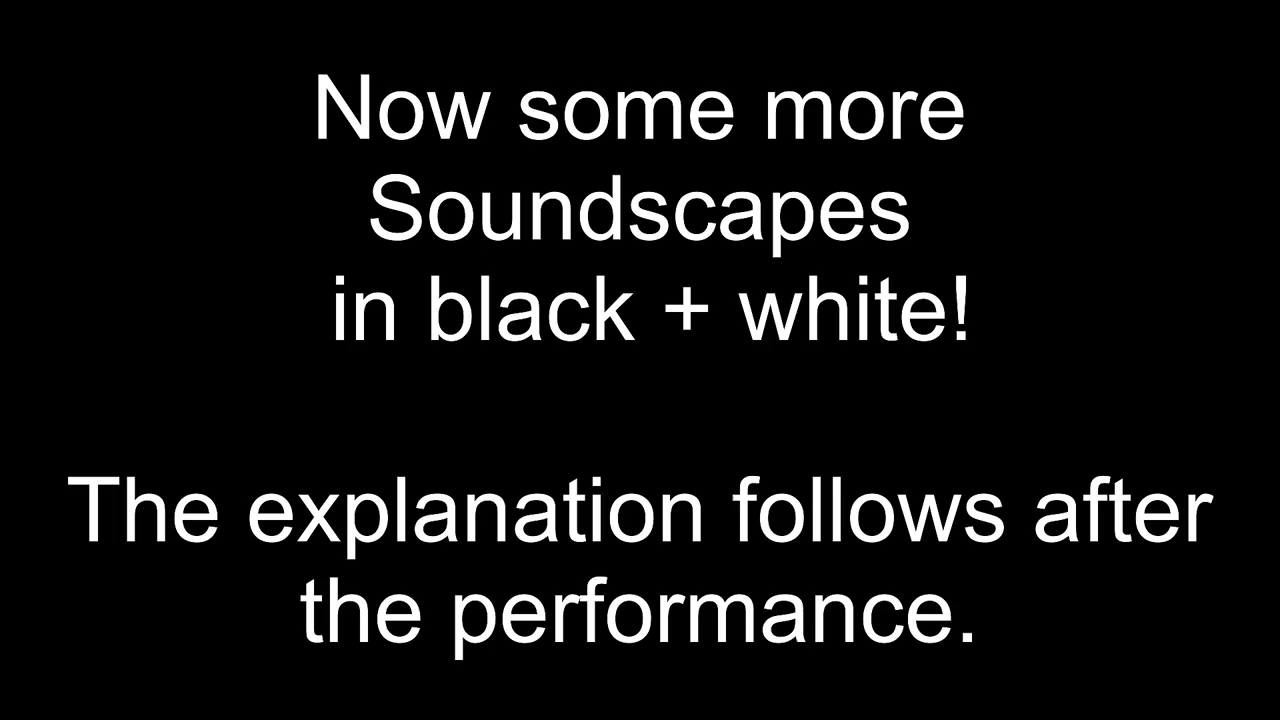 Now some more
Soundscapes
in black + white!
The explanation follows after
the performance.